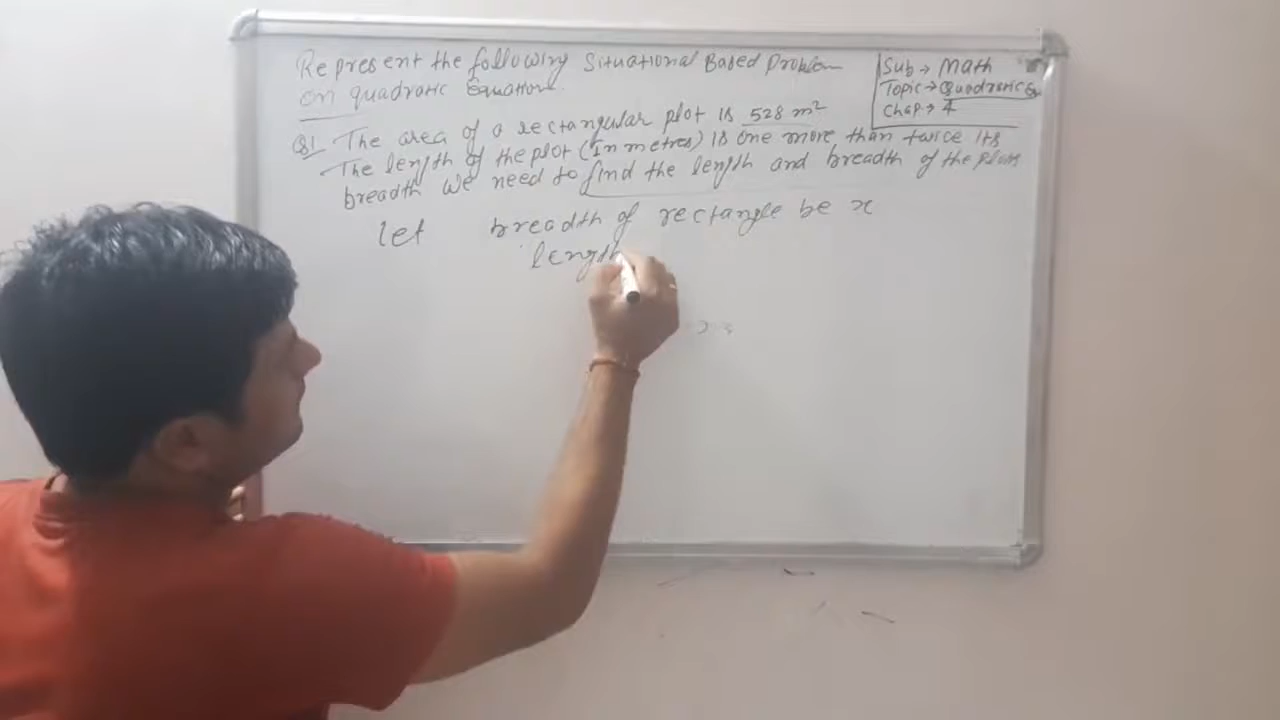 Represent the following Situational Based Problem
on quadratic Equation.
Sub → Math
Topic → Quadratic Eq
Chap → 4
Q1 The area of a rectangular plot is 528 m²
The length of the plot (In metres) is one more than twice its
breadth we need to find the length and breadth of the plot
let breadth of rectangle be x
length